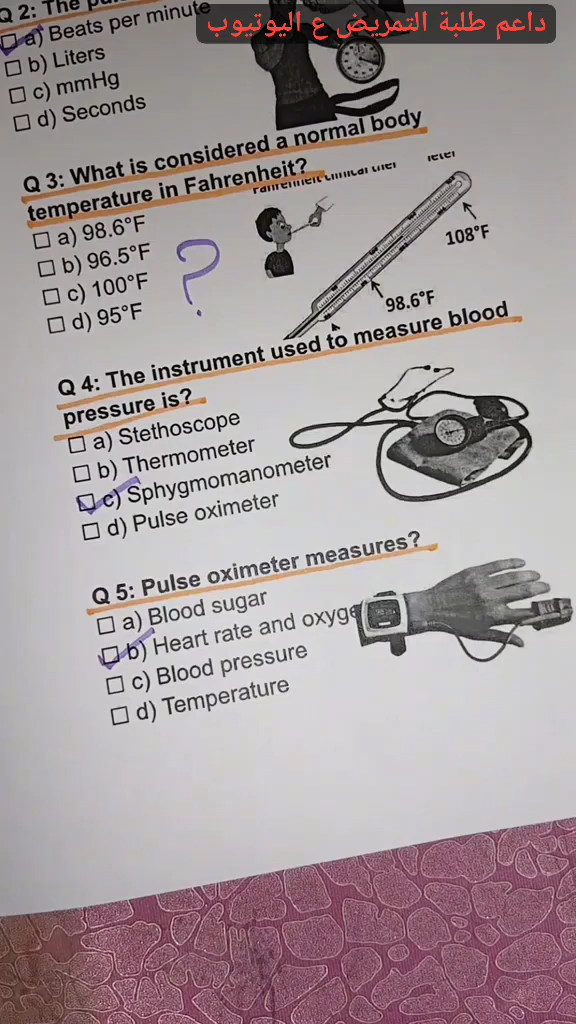 داعم طلبة التمريض ع اليوتيوب
Q 2: The
a) Beats per minute
b) Liters
c) mmHg
d) Seconds
Q 3: What is considered a normal body
temperature in Fahrenheit?
a) 98.6°F
b) 96.5°F
c) 100°F
d) 95°F
?
108°F
98.6°F
Q 4: The instrument used to measure blood
pressure is?
a) Stethoscope
b) Thermometer
c) Sphygmomanometer
d) Pulse oximeter
Q 5: Pulse oximeter measures?
a) Blood sugar
b) Heart rate and oxyge
c) Blood pressure
d) Temperature